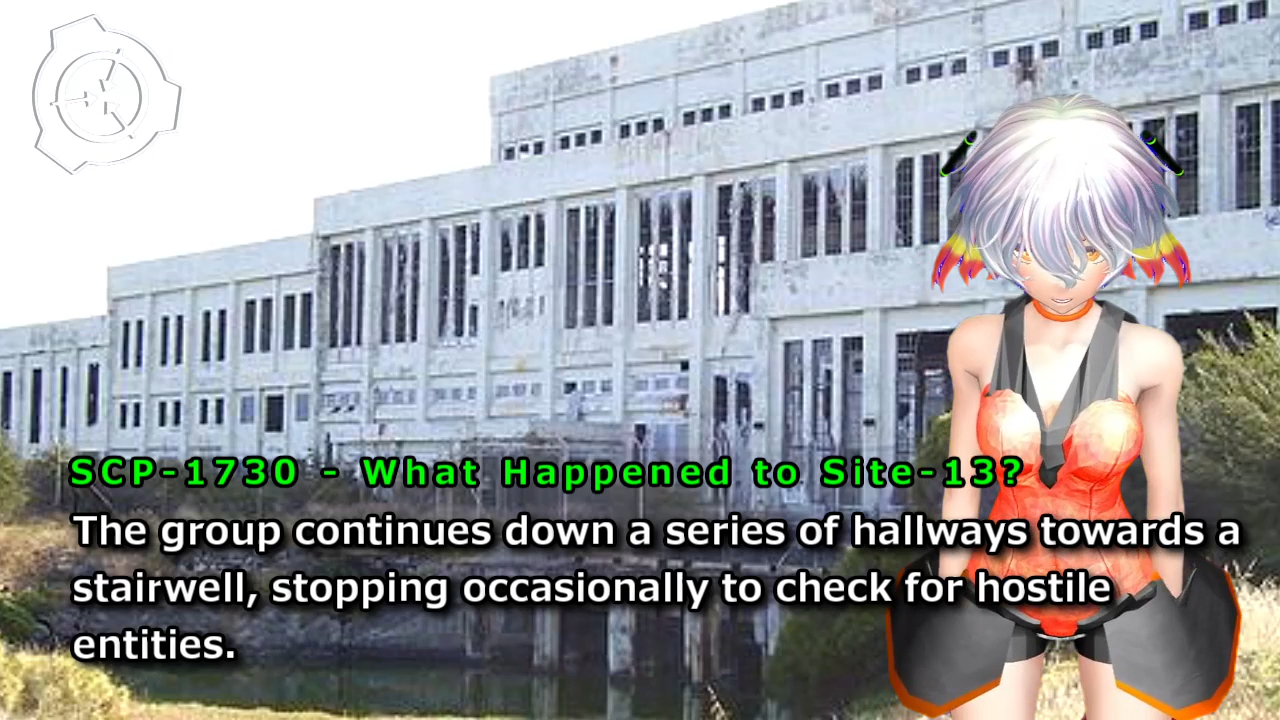 SCP-1730 - What Happened to Site-13?
The group continues down a series of hallways towards a
stairwell, stopping occasionally to check for hostile
entities.